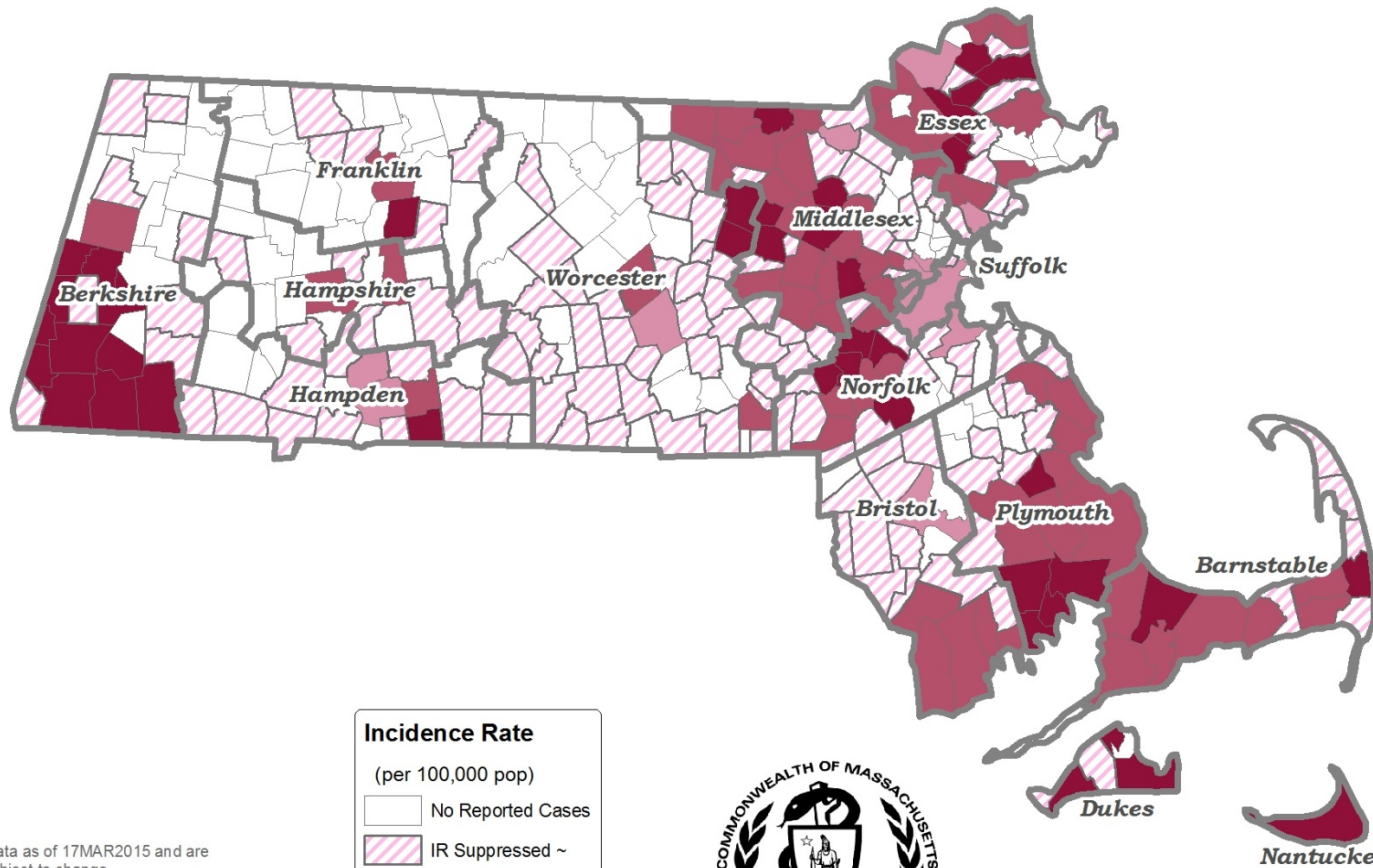 Essex
Franklin
Middlesex
Suffolk
Worcester
Berkshire
Hampshire
Norfolk
Hampden
Bristol
Plymouth
Barnstable
Dukes
Nantucke
Incidence Rate
(per 100,000 pop)
No Reported Cases
IR Suppressed ~
COMMONWEALTH OF MASSACHUSETTS
ata as of 17MAR2015 and are